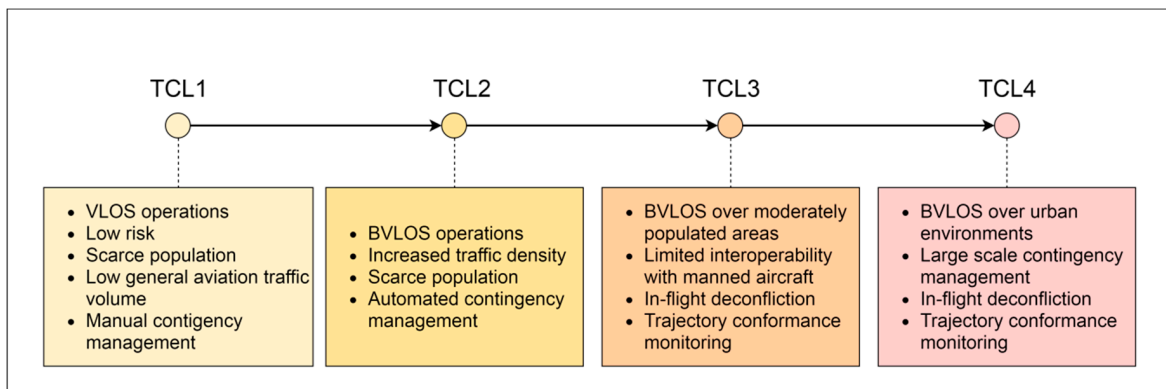 TCL1
TCL2
TCL3
TCL4
• VLOS operations
• Low risk
• Scarce population
• Low general aviation traffic
volume
• Manual contigency
management
• BVLOS operations
• Increased traffic density
• Scarce population
• Automated contingency
management
• BVLOS over moderately
populated areas
• Limited interoperability
with manned aircraft
• In-flight deconfliction
• Trajectory conformance
monitoring
• BVLOS over urban
environments
• Large scale contingency
management
• In-flight deconfliction
• Trajectory conformance
monitoring